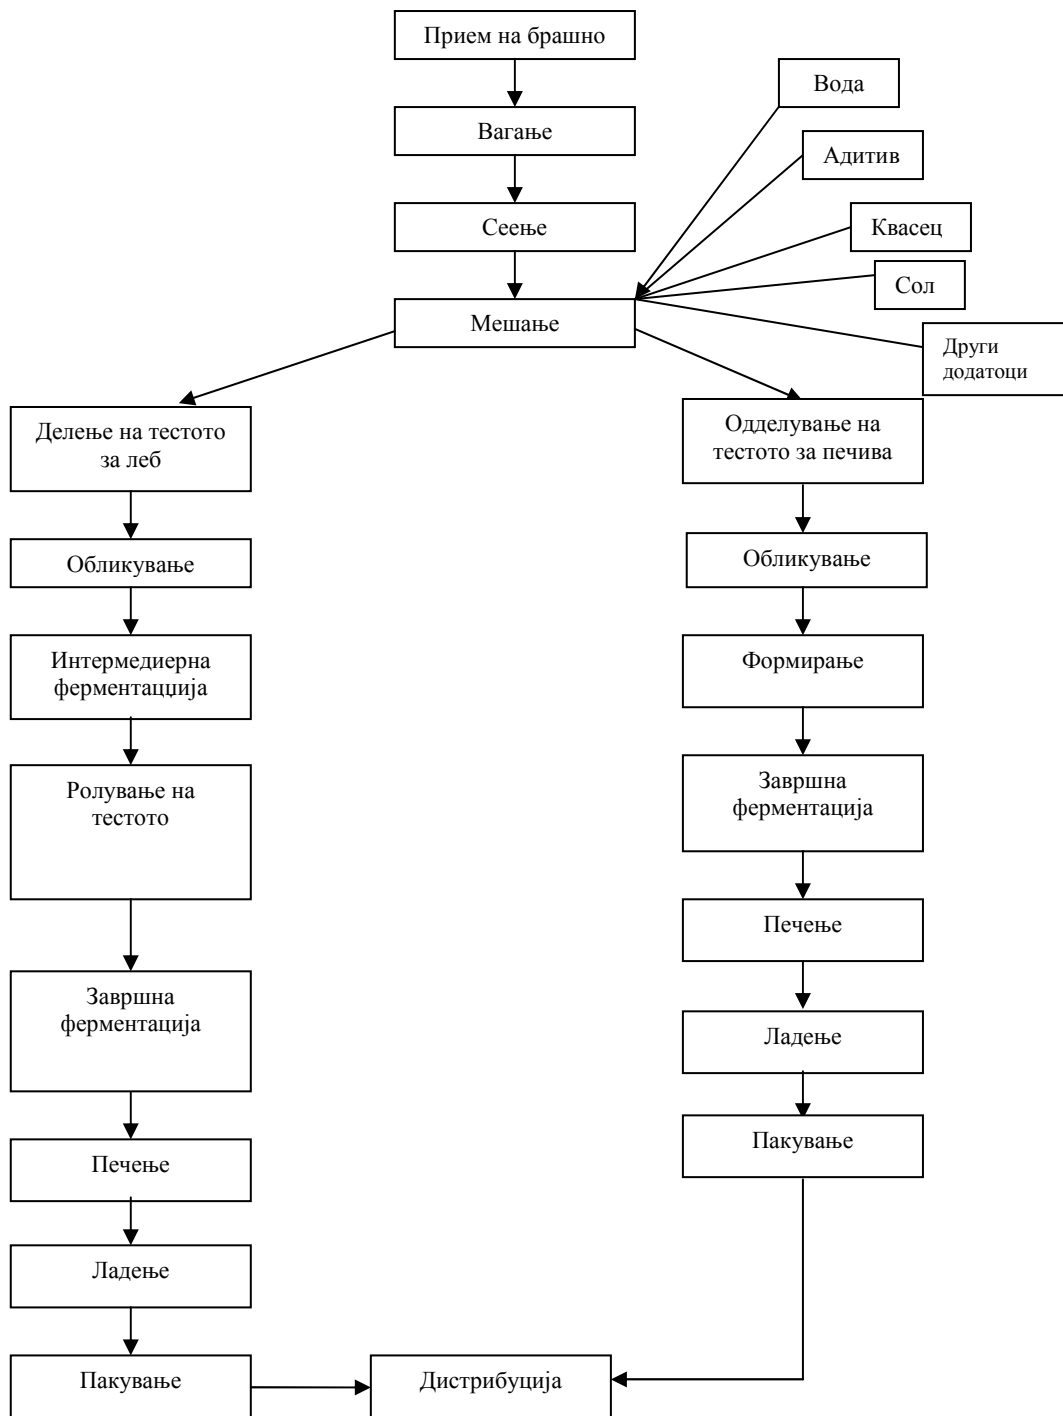 Прием на брашно
Вагање
Сеење
Мешање
Вода
Адитив
Квасец
Сол
Други
додатоци
Делење на тестото
за леб
Обликување
Интермедиерна
ферментацција
Ролување на
тестото
Завршна
ферментација
Печење
Ладење
Пакување
Одделување на
тестото за печива
Обликување
Формирање
Завршна
ферментација
Печење
Ладење
Пакување
Дистрибуција